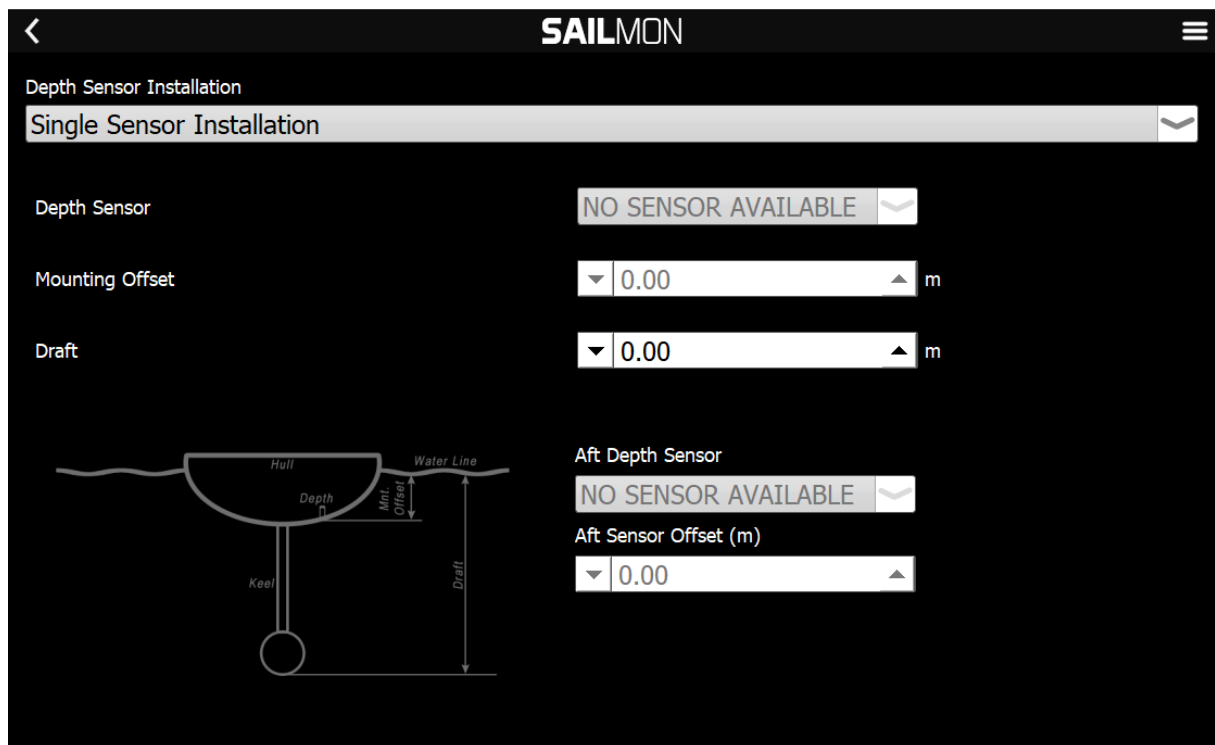 SAILMON
Depth Sensor Installation
Single Sensor Installation
Depth Sensor
NO SENSOR AVAILABLE
Mounting Offset
0.00
m
Draft
0.00
m
Hull
Water Line
Depth
Mnt.
Offset
Keel
Draft
Aft Depth Sensor
NO SENSOR AVAILABLE
Aft Sensor Offset (m)
0.00